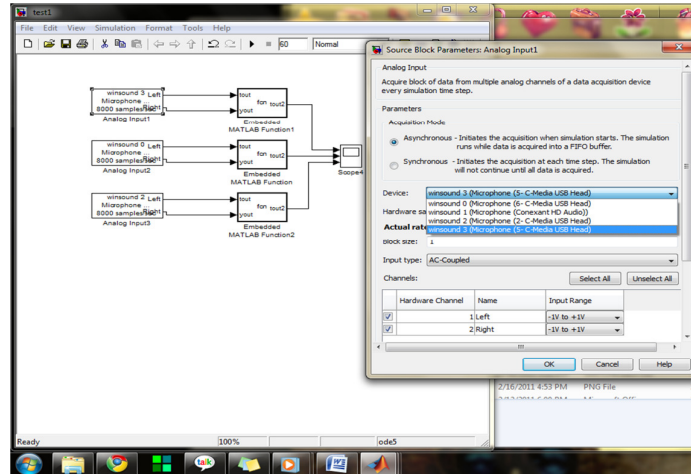 test1
File Edit View Simulation Format Tools Help
60 Normal
winsound 3 Left
Microphone ...
8000 samples/sec Right
Analog Input1
tout
yout
fcn tout2
Embedded
MATLAB Function1
winsound 0 Left
Microphone ...
8000 samples/sec Right
Analog Input2
tout
yout
fcn tout2
Embedded
MATLAB Function
winsound 2 Left
Microphone ...
8000 samples/sec Right
Analog Input3
tout
yout
fcn tout2
Embedded
MATLAB Function2
Scope4
Ready 100% ode5
Source Block Parameters: Analog Input1
Analog Input
Acquire block of data from multiple analog channels of a data acquisition device
every simulation time step.
Parameters
Acquisition Mode
Asynchronous - Initiates the acquisition when simulation starts. The simulation
runs while data is acquired into a FIFO buffer.
Synchronous - Initiates the acquisition at each time step. The simulation
will not continue until all data is acquired.
Device: winsound 3 (Microphone (5- C-Media USB Head)
winsound 0 (Microphone (6- C-Media USB Head)
Hardware sa winsound 1 (Microphone (Conexant HD Audio))
winsound 2 (Microphone (2- C-Media USB Head)
Actual rat winsound 3 (Microphone (5- C-Media USB Head)
Block size: 1
Input type: AC-Coupled
Channels: Select All Unselect All
Hardware Channel Name Input Range
1 Left -1V to +1V
2 Right -1V to +1V
OK Cancel Help
2/16/2011 4:53 PM PNG File
talk